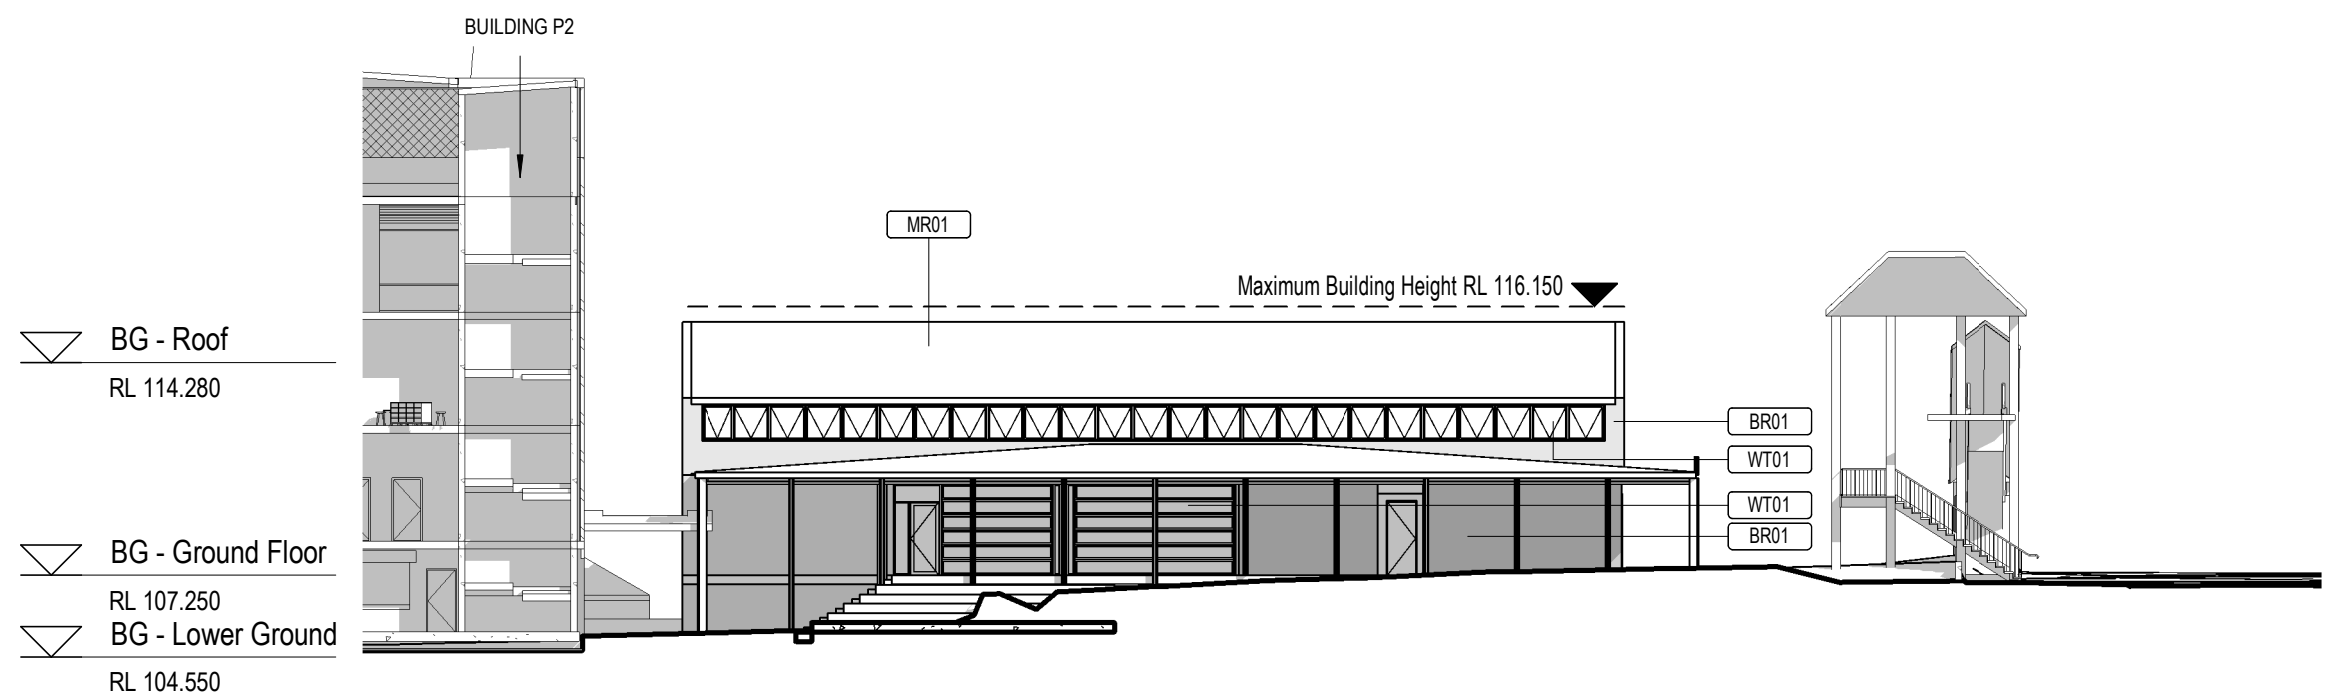 BUILDING P2
MR01
Maximum Building Height RL 116.150
BG - Roof
RL 114.280
BR01
WT01
WT01
BR01
BG - Ground Floor
RL 107.250
BG - Lower Ground
RL 104.550